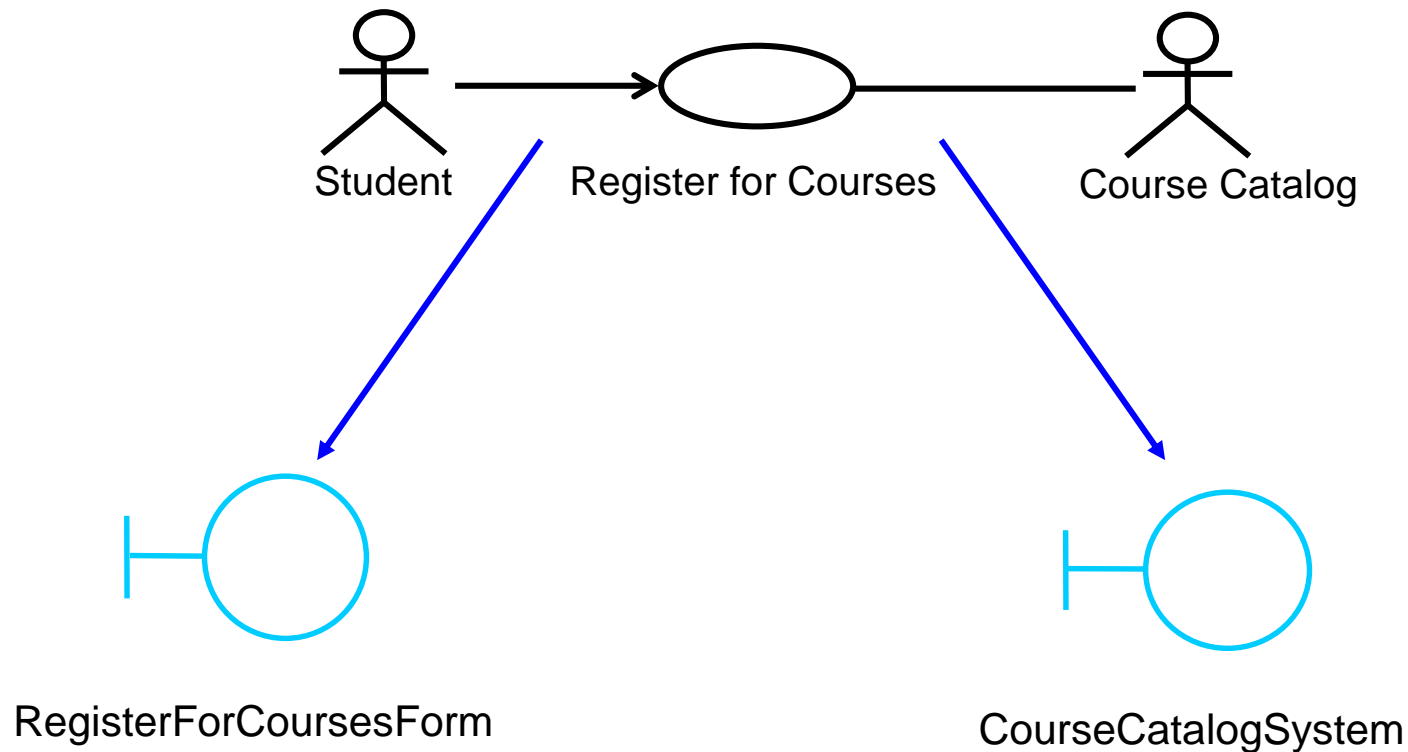 Student
Register for Courses
Course Catalog
RegisterForCoursesForm
CourseCatalogSystem